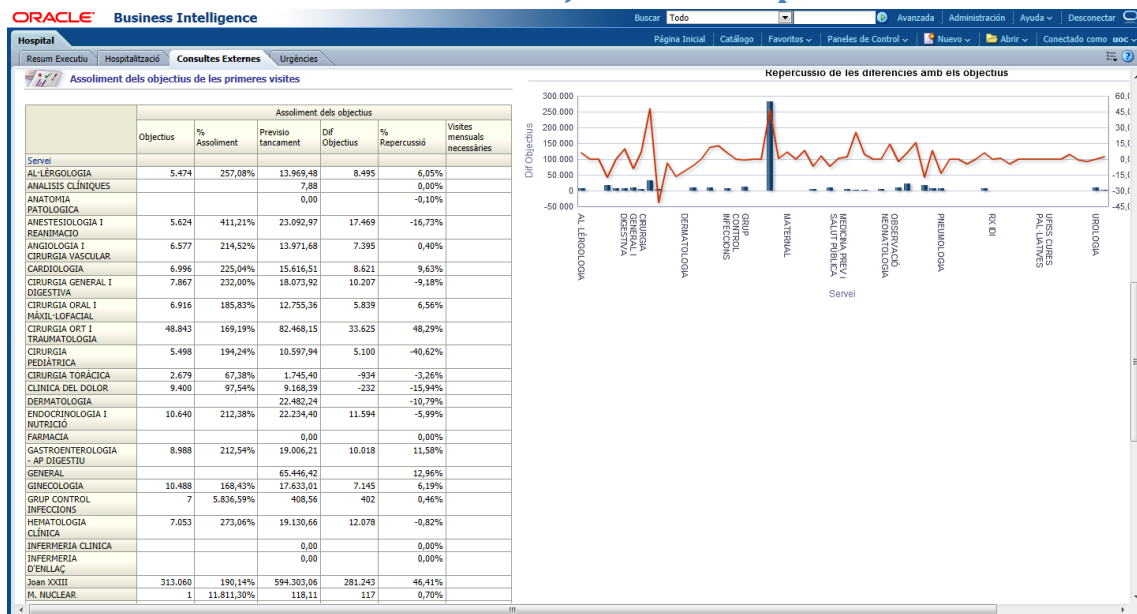 ORACLE Business Intelligence
Buscar Todo Avanzada Administración Ayuda Desconectar
Hospital
Página Inicial Catálogo Favoritos Paneles de Control Nuevo Abrir Conectado como uoc
Resum Executiu Hospitalització Consultes Externes Urgències
Assoliment dels objectius de les primeres visites
Assoliment dels objectius
Servei Objectius % Assoliment Previsio tancament Dif Objectius % Repercussió Visites mensuals necessàries
AL·LÈRGOLOGIA 5.474 257,08% 13.969,48 8.495 6,05%
ANALISIS CLÍNIQUES 7,88 0,00%
ANATOMIA PATOLOGICA 0,00 -0,10%
ANESTESIOLOGIA I REANIMACIO 5.624 411,21% 23.092,97 17.469 -16,73%
ANGIOLOGIA I CIRURGIA VASCULAR 6.577 214,52% 13.971,68 7.395 0,40%
CARDIOLOGIA 6.996 225,04% 15.616,51 8.621 9,63%
CIRURGIA GENERAL I DIGESTIVA 7.867 232,00% 18.073,92 10.207 -9,18%
CIRURGIA ORAL I MÀXIL·LOFACIAL 6.916 185,83% 12.755,36 5.839 6,56%
CIRURGIA ORT I TRAUMATOLOGIA 48.843 169,19% 82.468,15 33.625 48,29%
CIRURGIA PEDIÀTRICA 5.498 194,24% 10.597,94 5.100 -40,62%
CIRURGIA TORÀCICA 2.679 67,38% 1.745,40 -934 -3,26%
CLINICA DEL DOLOR 9.400 97,54% 9.168,39 -232 -15,94%
DERMATOLOGIA 22.482,24 -10,79%
ENDOCRINOLOGIA I NUTRICIÓ 10.640 212,38% 22.234,40 11.594 -5,99%
FARMACIA 0,00 0,00%
GASTROENTEROLOGIA - AP DIGESTIU 8.988 212,54% 19.006,21 10.018 11,58%
GENERAL 65.446,42 12,96%
GINECOLOGIA 10.488 168,43% 17.633,01 7.145 6,19%
GRUP CONTROL INFECCIONS 7 5.836,59% 408,56 402 0,46%
HEMATOLOGIA CLÍNICA 7.053 273,06% 19.130,66 12.078 -0,82%
INFERMERIA CLINICA 0,00 0,00%
INFERMERIA D'ENLLAÇ 0,00 0,00%
Joan XXIII 313.060 190,14% 594.303,06 281.243 46,41%
M. NUCLEAR 1 11.811,30% 118,11 117 0,70%
Repercussió de les diferencies amb els objectius
Dif Objectius
300.000
250.000
200.000
150.000
100.000
50.000
0
-50.000
60,0
45,0
30,0
15,0
0,0
-15,0
-30,0
-45,0
AL·LÈRGOLOGIA
CIRURGIA GENERAL I DIGESTIVA
DERMATOLOGIA
GRUP CONTROL INFECCIONS
MATERNAL
MEDICINA PREV i SALUT PÚBLICA
OBSERVACIÓ NEONATOLOGIA
PNEUMOLOGIA
RX IDI
UFISS CURES PAL·LIATIVES
UROLOGIA
Servei